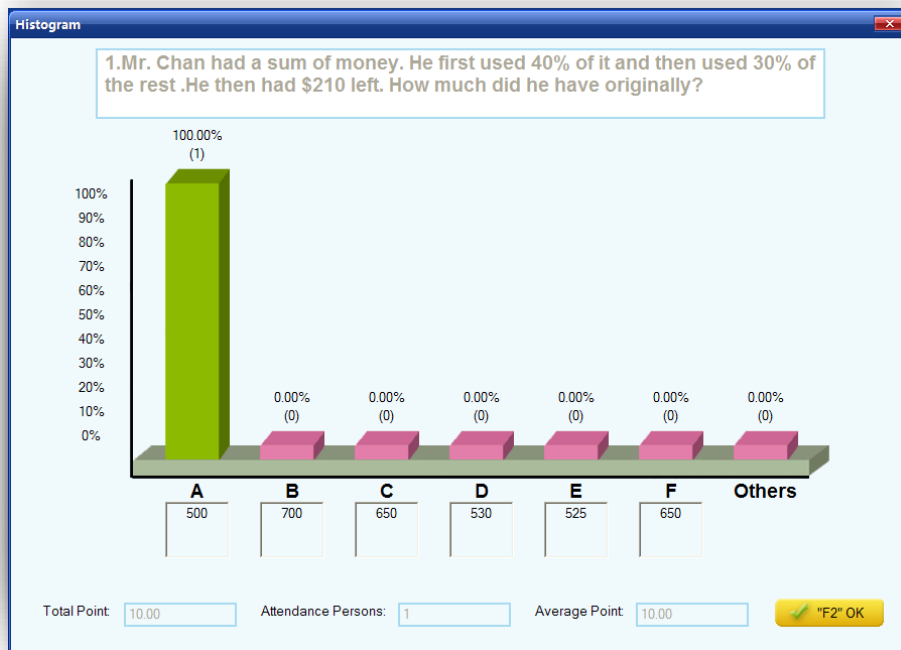 Histogram
1.Mr. Chan had a sum of money. He first used 40% of it and then used 30% of
the rest .He then had $210 left. How much did he have originally?
100.00%
(1)
100%
90%
80%
70%
60%
50%
40%
30%
20%
10%
0%
0.00% 0.00% 0.00% 0.00% 0.00% 0.00%
(0) (0) (0) (0) (0) (0)
A B C D E F Others
500 700 650 530 525 650
Total Point: 10.00 Attendance Persons: 1 Average Point: 10.00 "F2" OK